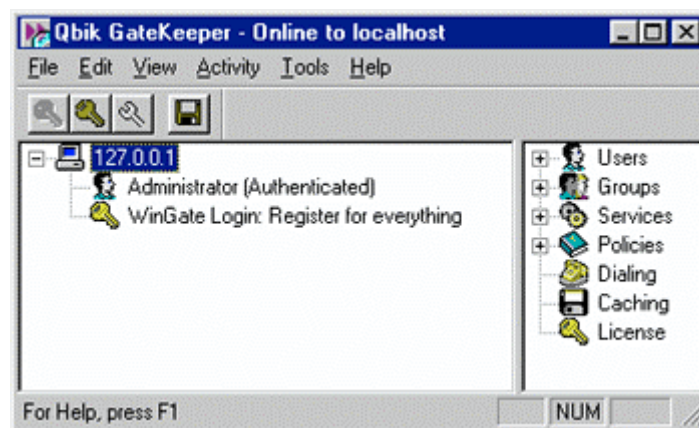 Qbik GateKeeper - Online to localhost
File Edit View Activity Tools Help
127.0.0.1
Administrator (Authenticated)
WinGate Login: Register for everything
Users
Groups
Services
Policies
Dialing
Caching
License
For Help, press F1
NUM